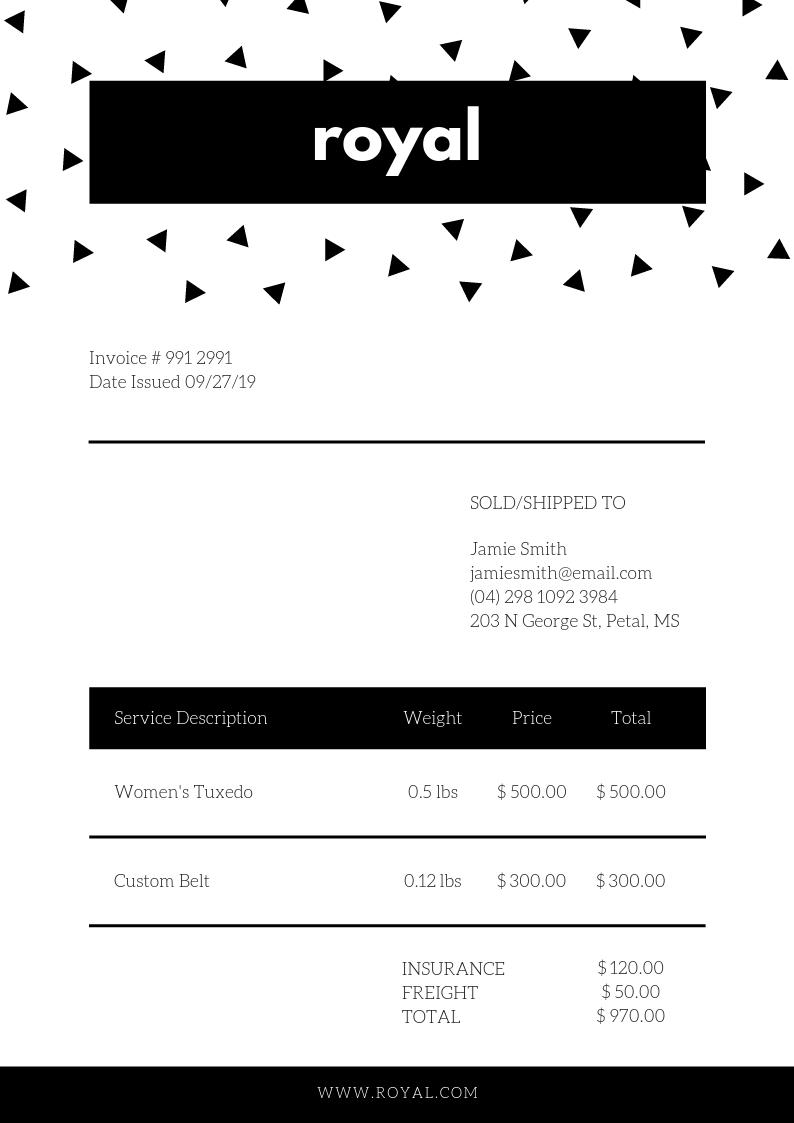 royal
Invoice # 991 2991
Date Issued 09/27/19
SOLD/SHIPPED TO
Jamie Smith
jamiesmith@email.com
(04) 298 1092 3984
203 N George St, Petal, MS
Service Description Weight Price Total
Women's Tuxedo 0.5 lbs $ 500.00 $ 500.00
Custom Belt 0.12 lbs $ 300.00 $ 300.00
INSURANCE $ 120.00
FREIGHT $ 50.00
TOTAL $ 970.00
WWW.ROYAL.COM